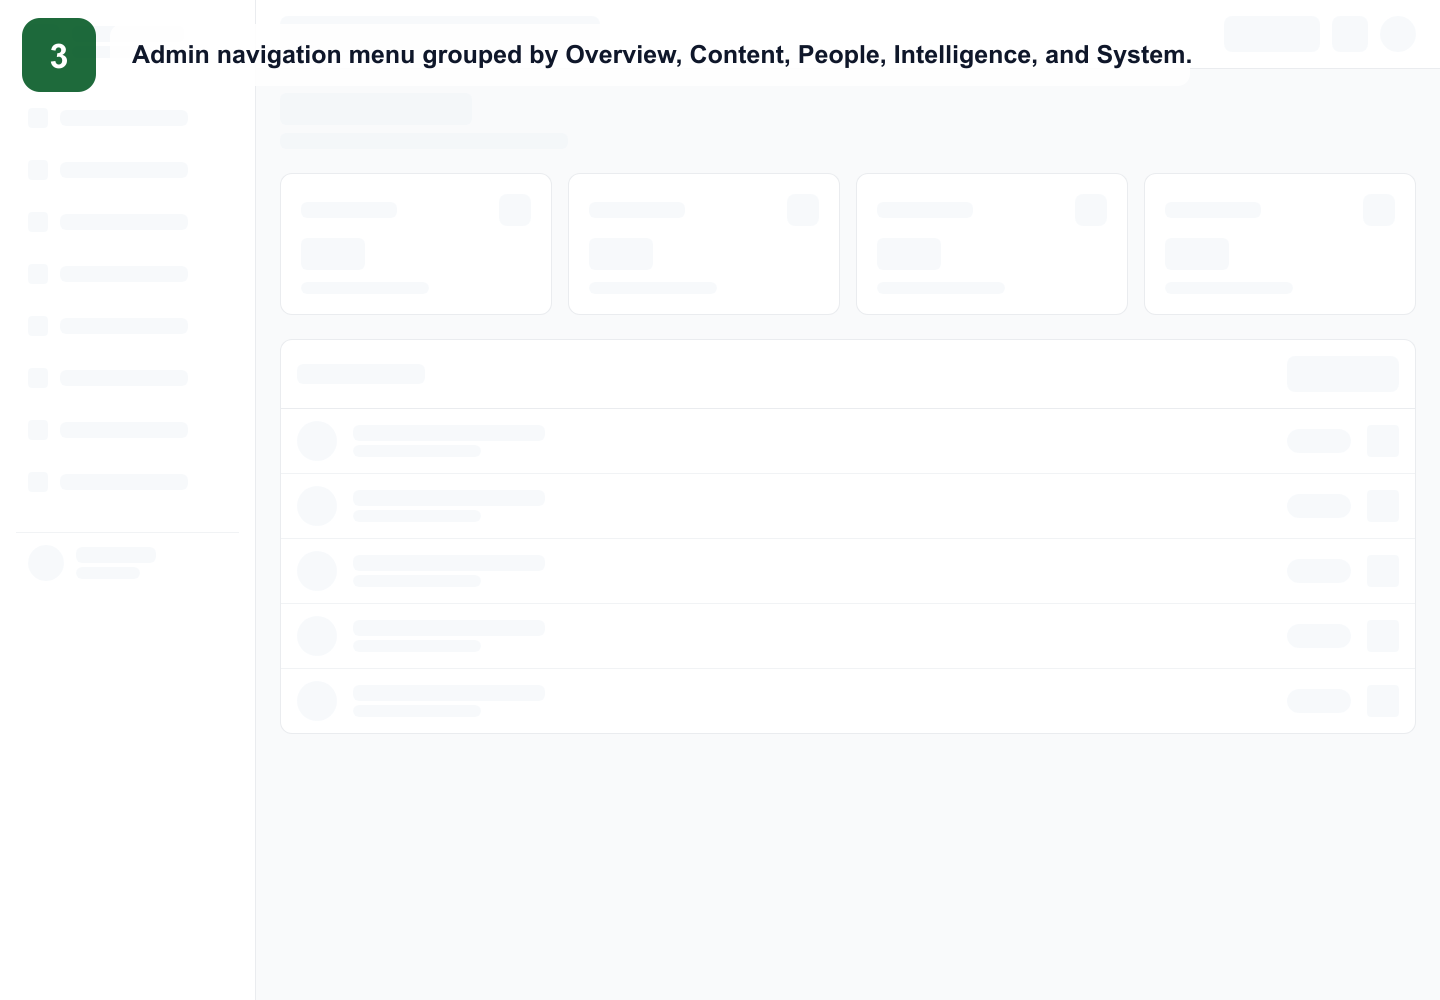 3
Admin navigation menu grouped by Overview, Content, People, Intelligence, and System.